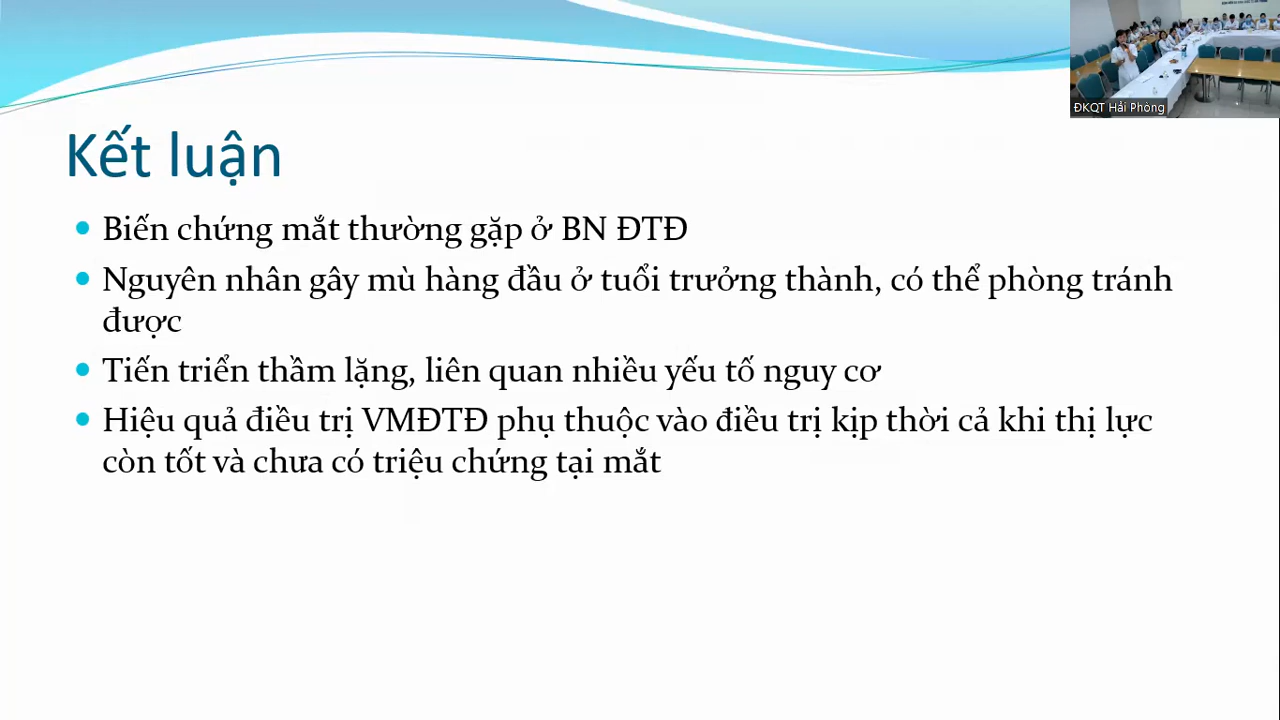 ĐKQT Hải Phòng
Kết luận
Biến chứng mắt thường gặp ở BN ĐTĐ
Nguyên nhân gây mù hàng đầu ở tuổi trưởng thành, có thể phòng tránh
được
Tiến triển thầm lặng, liên quan nhiều yếu tố nguy cơ
Hiệu quả điều trị VMĐTĐ phụ thuộc vào điều trị kịp thời cả khi thị lực
còn tốt và chưa có triệu chứng tại mắt